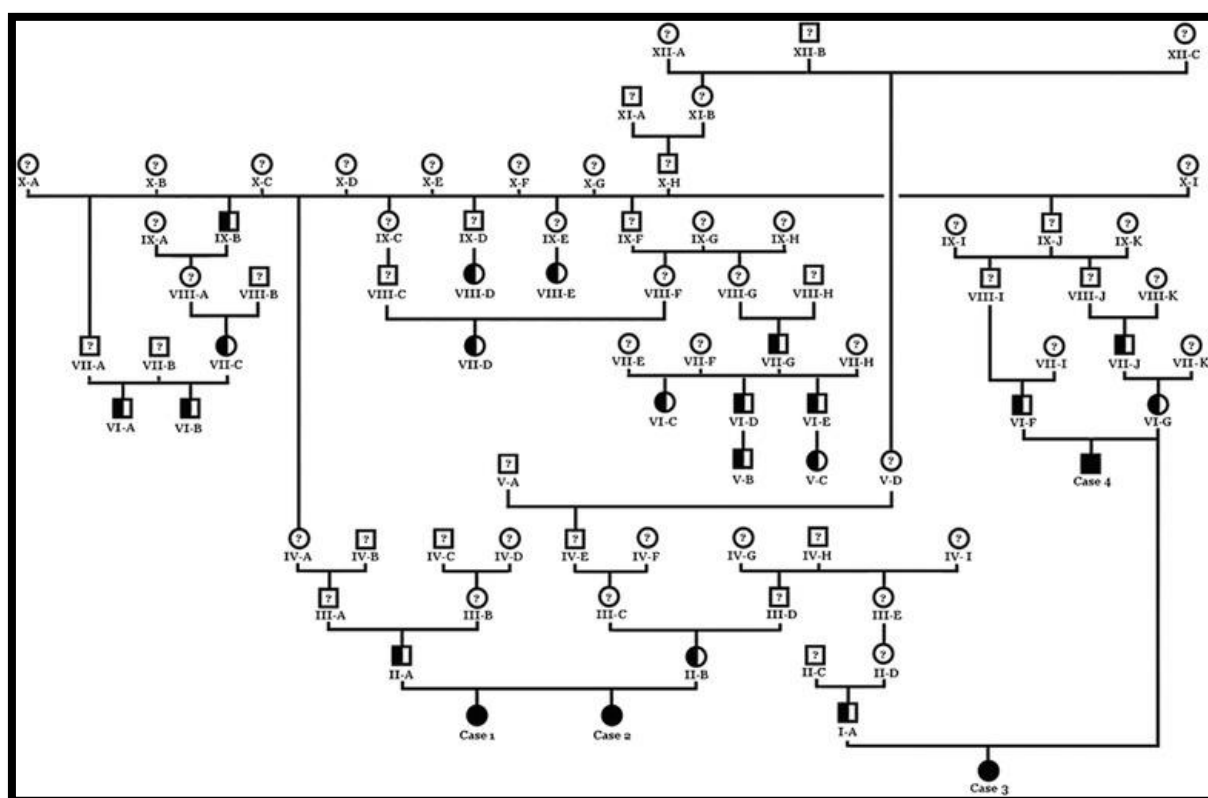 ? ? ?
XII-A XII-B XII-C
? ?
XI-A XI-B
? ? ? ? ? ? ? ? ?
X-A X-B X-C X-D X-E X-F X-G X-H X-I
? ? ? ? ? ? ? ? ? ?
IX-A IX-B IX-C IX-D IX-E IX-F IX-G IX-H IX-I IX-J IX-K
? ? ? ? ? ? ? ? ?
VIII-A VIII-B VIII-C VIII-D VIII-E VIII-F VIII-G VIII-H VIII-I VIII-J VIII-K
? ? ? ? ? ? ?
VII-A VII-B VII-C VII-D VII-E VII-F VII-G VII-H VII-I VII-J VII-K
VI-A VI-B VI-C VI-D VI-E VI-F VI-G
? ?
V-A V-B V-C V-D Case 4
? ? ? ? ? ? ? ? ?
IV-A IV-B IV-C IV-D IV-E IV-F IV-G IV-H IV-I
? ? ? ? ?
III-A III-B III-C III-D III-E
? ?
II-A II-B II-C II-D
Case 1 Case 2 I-A
Case 3